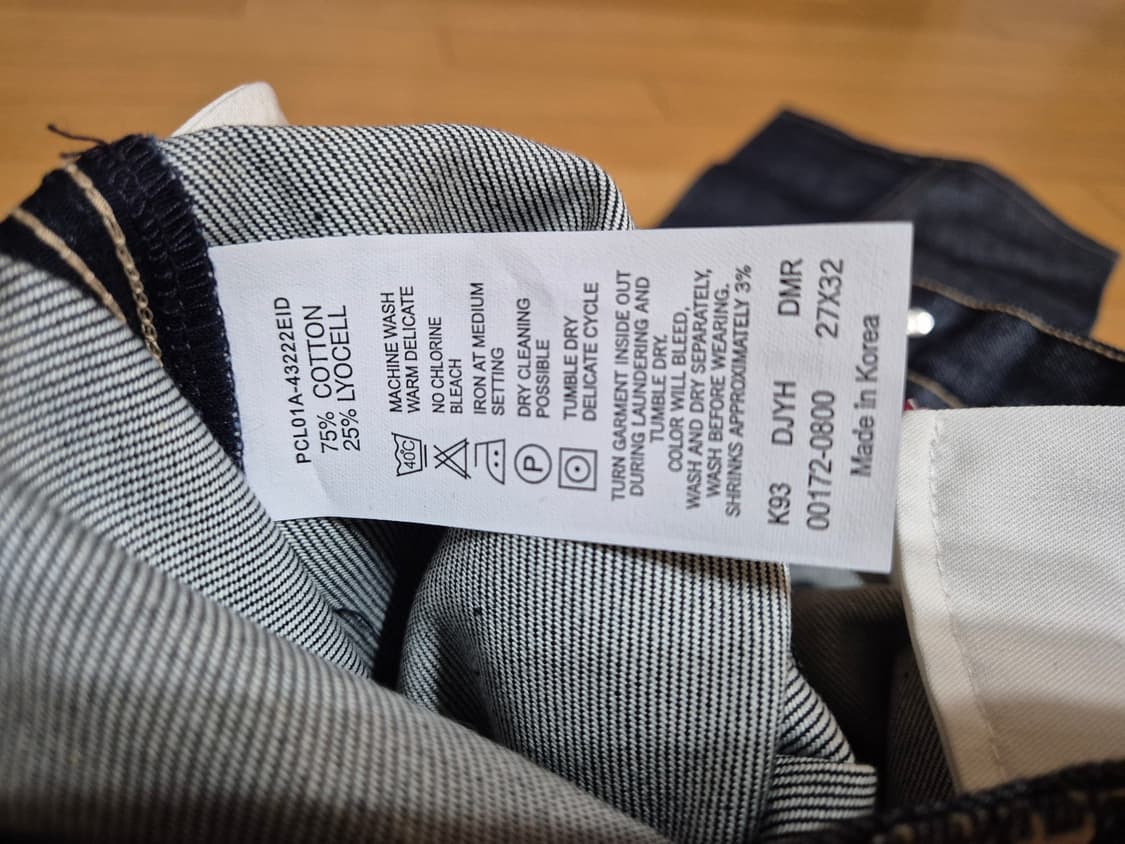 PCL01A-43222EID
75% COTTON
25% LYOCELL
40°C
MACHINE WASH
WARM DELICATE
NO CHLORINE
BLEACH
IRON AT MEDIUM
SETTING
P
DRY CLEANING
POSSIBLE
TUMBLE DRY
DELICATE CYCLE
TURN GARMENT INSIDE OUT
DURING LAUNDERING AND
TUMBLE DRY.
COLOR WILL BLEED,
WASH AND DRY SEPARATELY,
WASH BEFORE WEARING.
SHRINKS APPROXIMATELY 3%
K93 DJYH DMR
00172-0800 27X32
Made in Korea